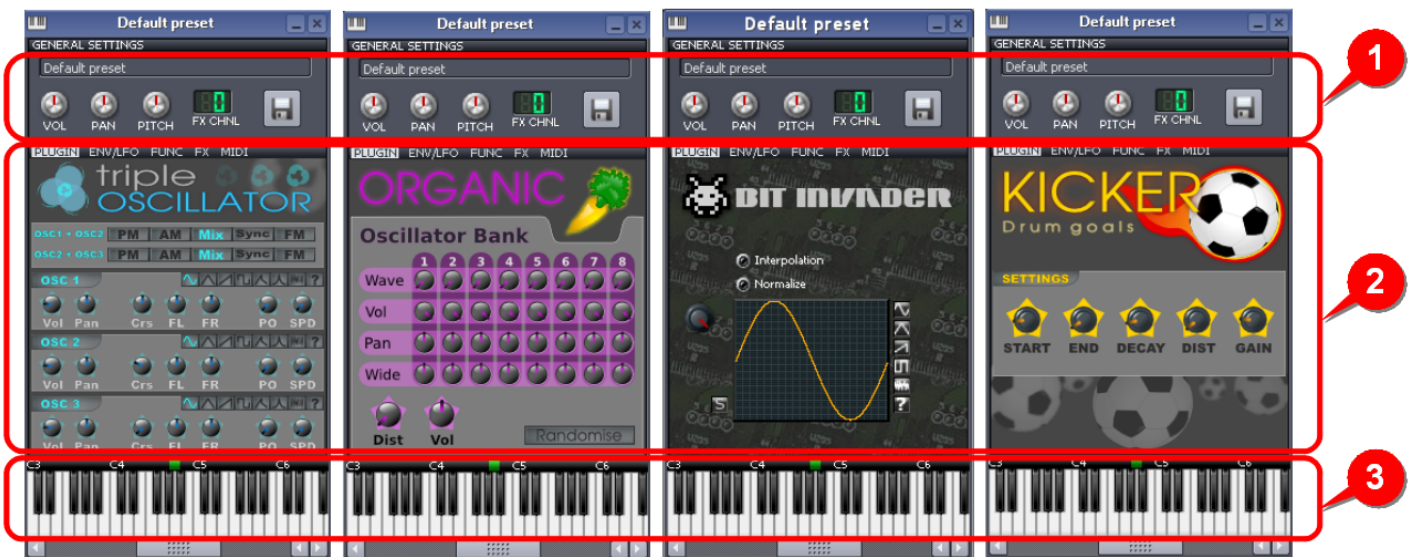 Default preset
GENERAL SETTINGS
Default preset
VOL PAN PITCH FX CHNL
PLUGIN ENV/LFO FUNC FX MIDI
triple
OSCILLATOR
OSC1 + OSC2 PM AM Mix Sync FM
OSC2 + OSC3 PM AM Mix Sync FM
OSC 1 ?
Vol Pan Crs FL FR PO SPD
OSC 2 ?
Vol Pan Crs FL FR PO SPD
OSC 3 ?
Vol Pan Crs FL FR PO SPD
C3 C4 C5 C6
Default preset
GENERAL SETTINGS
Default preset
VOL PAN PITCH FX CHNL
PLUGIN ENV/LFO FUNC FX MIDI
ORGANIC
Oscillator Bank
1 2 3 4 5 6 7 8
Wave
Vol
Pan
Wide
Dist Vol
Randomise
C3 C4 C5 C6
Default preset
GENERAL SETTINGS
Default preset
VOL PAN PITCH FX CHNL
PLUGIN ENV/LFO FUNC FX MIDI
BIT INVADER
Interpolation
Normalize
S ?
C3 C4 C5 C6
Default preset
GENERAL SETTINGS
Default preset
VOL PAN PITCH FX CHNL
PLUGIN ENV/LFO FUNC FX MIDI
KICKER
Drum goals
SETTINGS
START END DECAY DIST GAIN
C3 C4 C5 C6
1
2
3